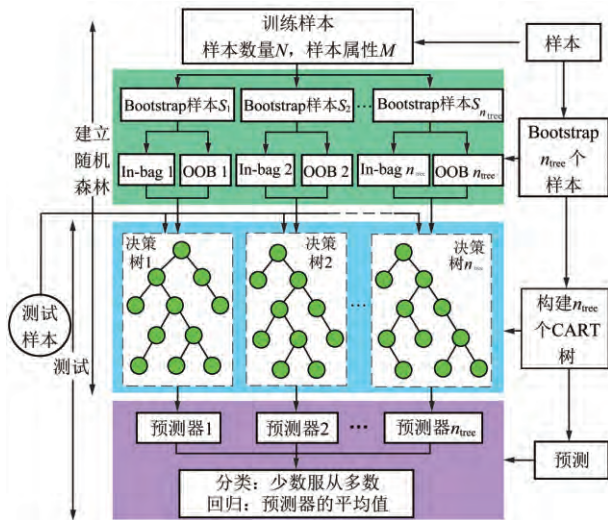 训练样本
样本数量N，样本属性M
样本
Bootstrap样本S1
Bootstrap样本S2
…
Bootstrap样本Sntree
Bootstrap
ntree个
样本
建立
随机
森林
In-bag 1
OOB 1
In-bag 2
OOB 2
In-bag n
OOB ntree
决策
树1
决策
树2
…
决策
树n
测试
样本
测试
构建ntree
个CART
树
预测器1
预测器2
…
预测器ntree
预测
分类：少数服从多数
回归：预测器的平均值